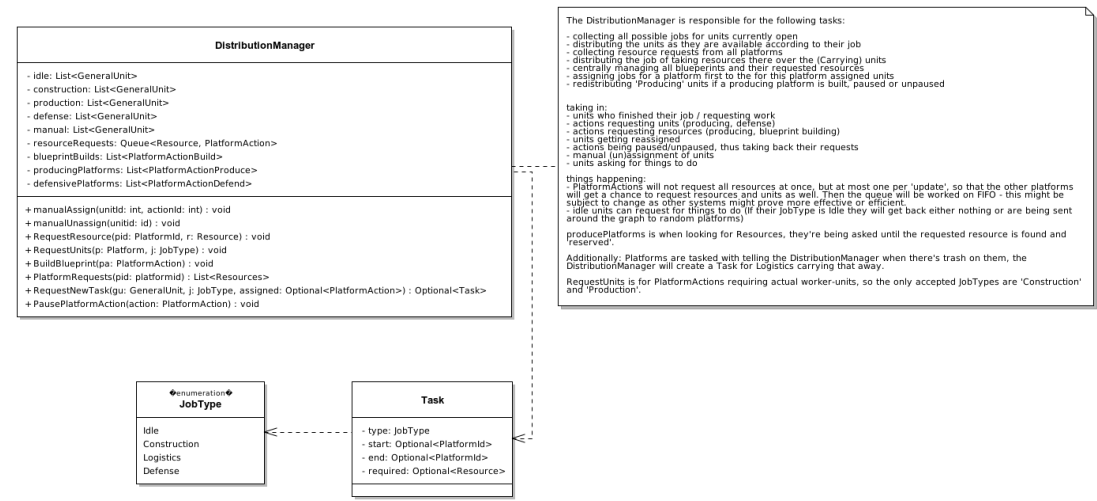 DistributionManager
- idle: List<GeneralUnit>
- construction: List<GeneralUnit>
- production: List<GeneralUnit>
- defense: List<GeneralUnit>
- manual: List<GeneralUnit>
- resourceRequests: Queue<Resource, PlatformAction>
- blueprintBuilds: List<PlatformActionBuild>
- producingPlatforms: List<PlatformActionProduce>
- defensivePlatforms: List<PlatformActionDefend>
+ manualAssign(unitId: int, actionId: int) : void
+ manualUnassign(unitid: id) : void
+ RequestResource(pid: PlatformId, r: Resource) : void
+ RequestUnits(p: Platform, j: JobType) : void
+ BuildBlueprint(pa: PlatformAction) : void
+ PlatformRequests(pid: platformid) : List<Resources>
+ RequestNewTask(gu: GeneralUnit, j: JobType, assigned: Optional<PlatformAction>) : Optional<Task>
+ PausePlatformAction(action: PlatformAction) : void
The DistributionManager is responsible for the following tasks:
- collecting all possible jobs for units currently open
- distributing the units as they are available according to their job
- collecting resource requests from all platforms
- distributing the job of taking resources there over the (Carrying) units
- centrally managing all blueperints and their requested resources
- assigning jobs for a platform first to the for this platform assigned units
- redistributing 'Producing' units if a producing platform is built, paused or unpaused
taking in:
- units who finished their job / requesting work
- actions requesting units (producing, defense)
- actions requesting resources (producing, blueprint building)
- units getting reassigned
- actions being paused/unpaused, thus taking back their requests
- manual (un)assignment of units
- units asking for things to do
things happening:
- PlatformActions will not request all resources at once, but at most one per 'update', so that the other platforms
will get a chance to request resources and units as well. Then the queue will be worked on FIFO - this might be
subject to change as other systems might prove more effective or efficient.
- idle units can request for things to do (If their JobType is Idle they will get back either nothing or are being sent
around the graph to random platforms)
producePlatforms is when looking for Resources, they're being asked until the requested resource is found and
'reserved'.
Additionally: Platforms are tasked with telling the DistributionManager when there's trash on them, the
DistributionManager will create a Task for Logistics carrying that away.
RequestUnits is for PlatformActions requiring actual worker-units, so the only accepted JobTypes are 'Construction'
and 'Production'.
�enumeration�
JobType
Idle
Construction
Logistics
Defense
Task
- type: JobType
- start: Optional<PlatformId>
- end: Optional<PlatformId>
- required: Optional<Resource>